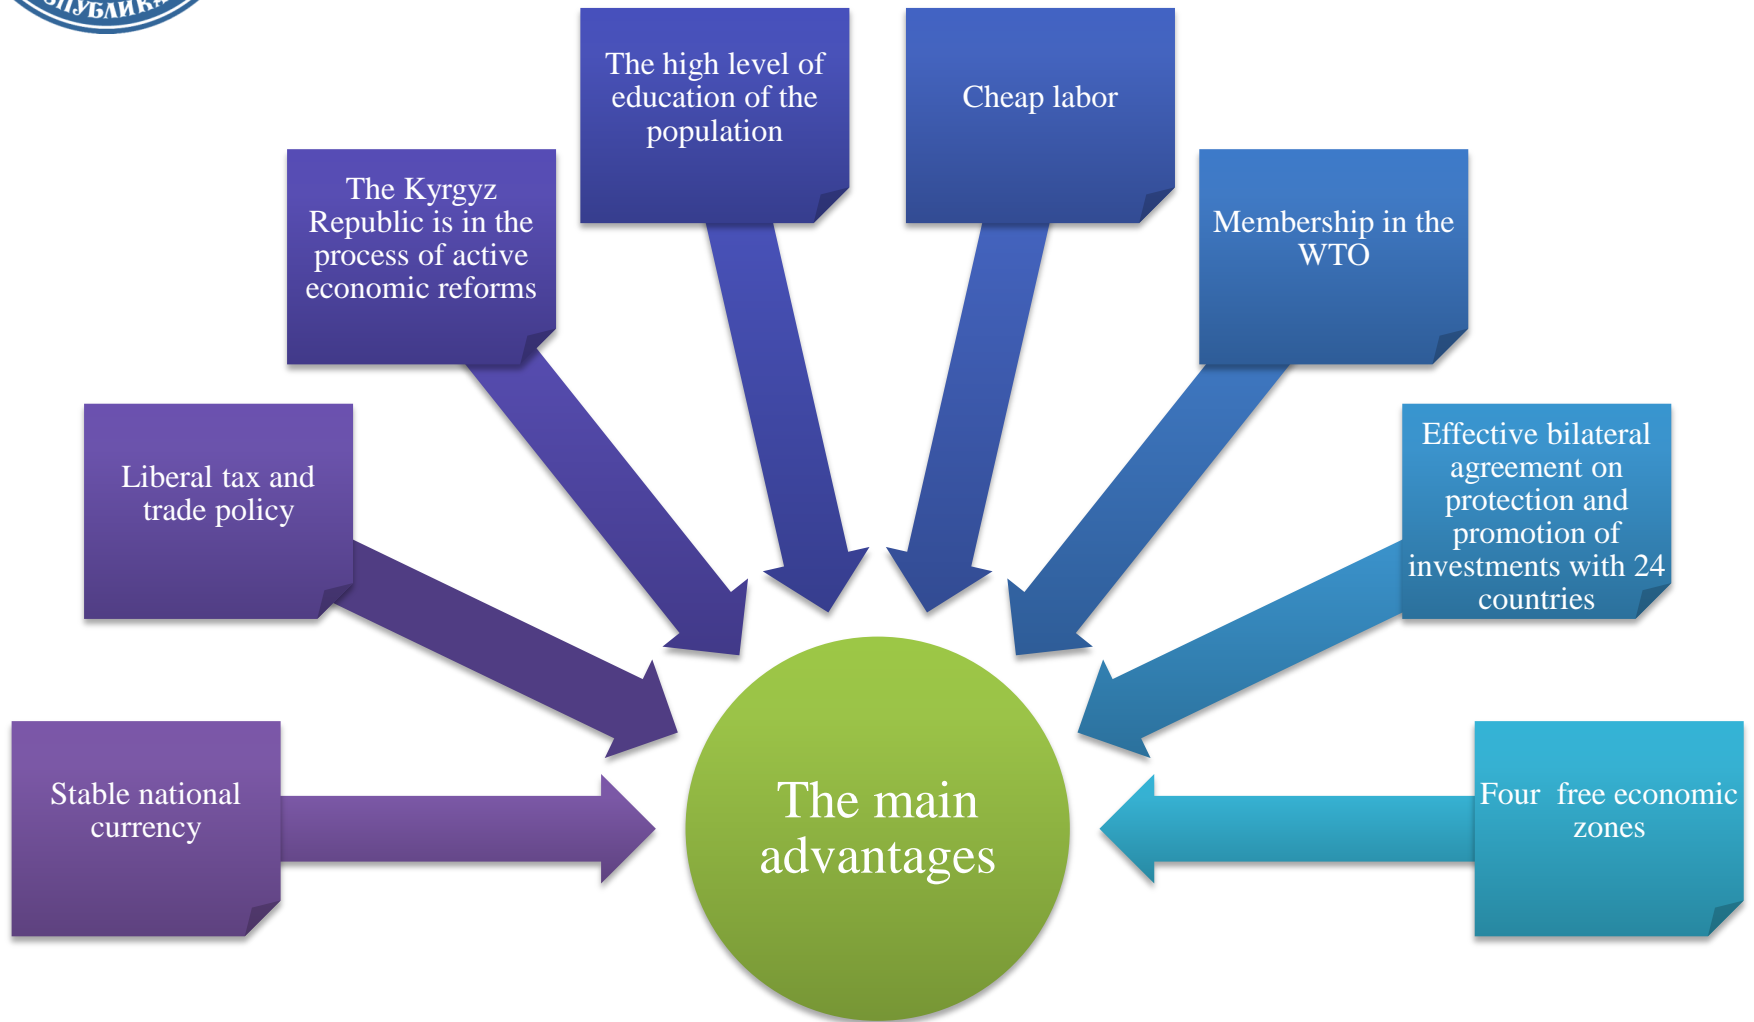 The high level of
education of the
population
Cheap labor
The Kyrgyz
Republic is in the
process of active
economic reforms
Membership in the
WTO
Liberal tax and
trade policy
Effective bilateral
agreement on
protection and
promotion of
investments with 24
countries
Stable national
currency
Four free economic
zones
The main
advantages